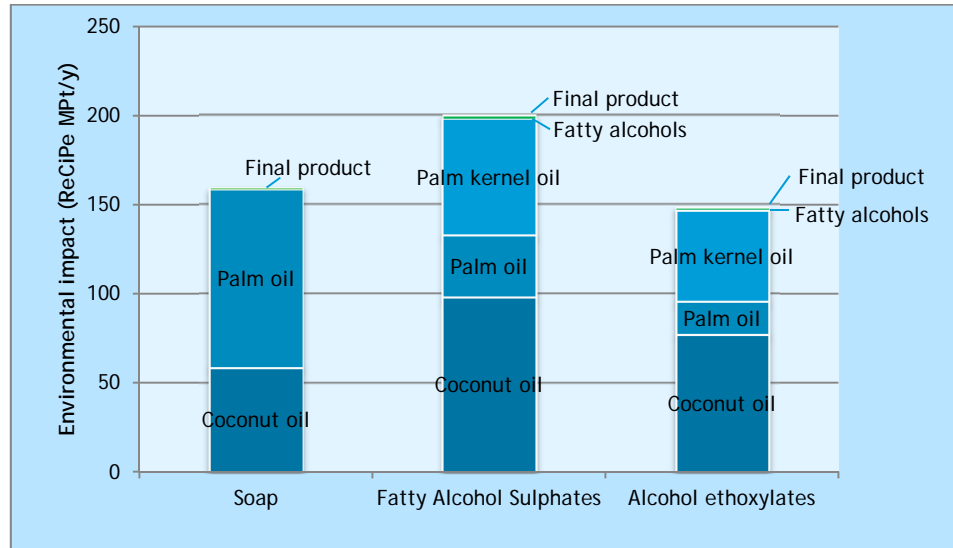 Environmental impact (ReCiPe MPt/y)
250
200
150
100
50
0
Final product
Palm oil
Coconut oil
Final product
Fatty alcohols
Palm kernel oil
Palm oil
Coconut oil
Final product
Fatty alcohols
Palm kernel oil
Palm oil
Coconut oil
Soap
Fatty Alcohol Sulphates
Alcohol ethoxylates